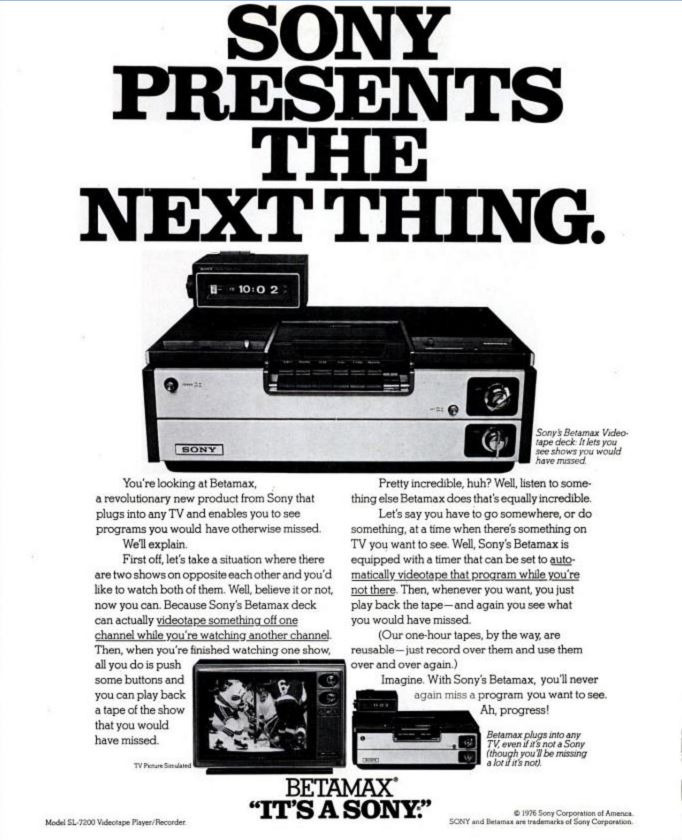 SONY
PRESENTS
THE
NEXT THING.
10:02
SONY
Sony's Betamax Video-
tape deck: It lets you
see shows you would
have missed.
You're looking at Betamax,
a revolutionary new product from Sony that
plugs into any TV and enables you to see
programs you would have otherwise missed.
We'll explain.
First off, let's take a situation where there
are two shows on opposite each other and you'd
like to watch both of them. Well, believe it or not,
now you can. Because Sony's Betamax deck
can actually videotape something off one
channel while you're watching another channel.
Then, when you're finished watching one show,
all you do is push
some buttons and
you can play back
a tape of the show
that you would
have missed.
TV Picture Simulated
Pretty incredible, huh? Well, listen to some-
thing else Betamax does that's equally incredible.
Let's say you have to go somewhere, or do
something, at a time when there's something on
TV you want to see. Well, Sony's Betamax is
equipped with a timer that can be set to auto-
matically videotape that program while you're
not there. Then, whenever you want, you just
play back the tape—and again you see what
you would have missed.
(Our one-hour tapes, by the way, are
reusable—just record over them and use them
over and over again.)
Imagine. With Sony's Betamax, you'll never
again miss a program you want to see.
Ah, progress!
Betamax plugs into any
TV, even if it's not a Sony
(though you'll be missing
a lot if it's not).
BETAMAX®
"IT'S A SONY."
Model SL-7200 Videotape Player/Recorder.
© 1976 Sony Corporation of America.
SONY and Betamax are trademarks of Sony Corporation.